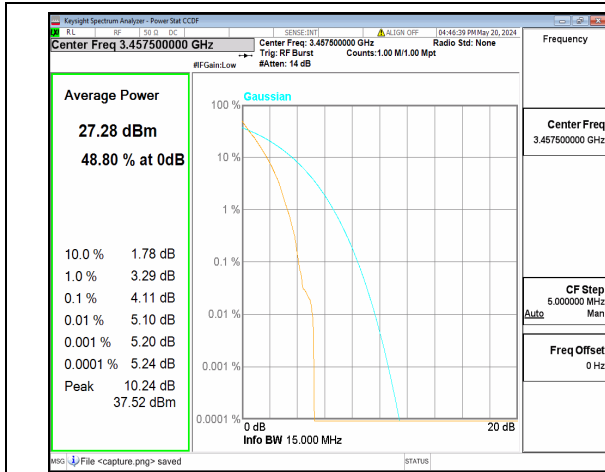 Keysight Spectrum Analyzer - Power Stat CCDF
RL RF 50 Ω DC SENSE:INT ALIGN OFF 04:46:39 PM May 20, 2024
Center Freq 3.457500000 GHz
Center Freq: 3.457500000 GHz Radio Std: None
Trig: RF Burst Counts:1.00 M/1.00 Mpt
#IFGain:Low #Atten: 14 dB
Frequency
Average Power
27.28 dBm
48.80 % at 0dB
10.0 % 1.78 dB
1.0 % 3.29 dB
0.1 % 4.11 dB
0.01 % 5.10 dB
0.001 % 5.20 dB
0.0001 % 5.24 dB
Peak 10.24 dB
37.52 dBm
Gaussian
100 %
10 %
1 %
0.1 %
0.01 %
0.001 %
0.0001 %
0 dB 20 dB
Info BW 15.000 MHz
Center Freq
3.457500000 GHz
CF Step
5.000000 MHz
Auto Man
Freq Offset
0 Hz
MSG File <capture.png> saved STATUS